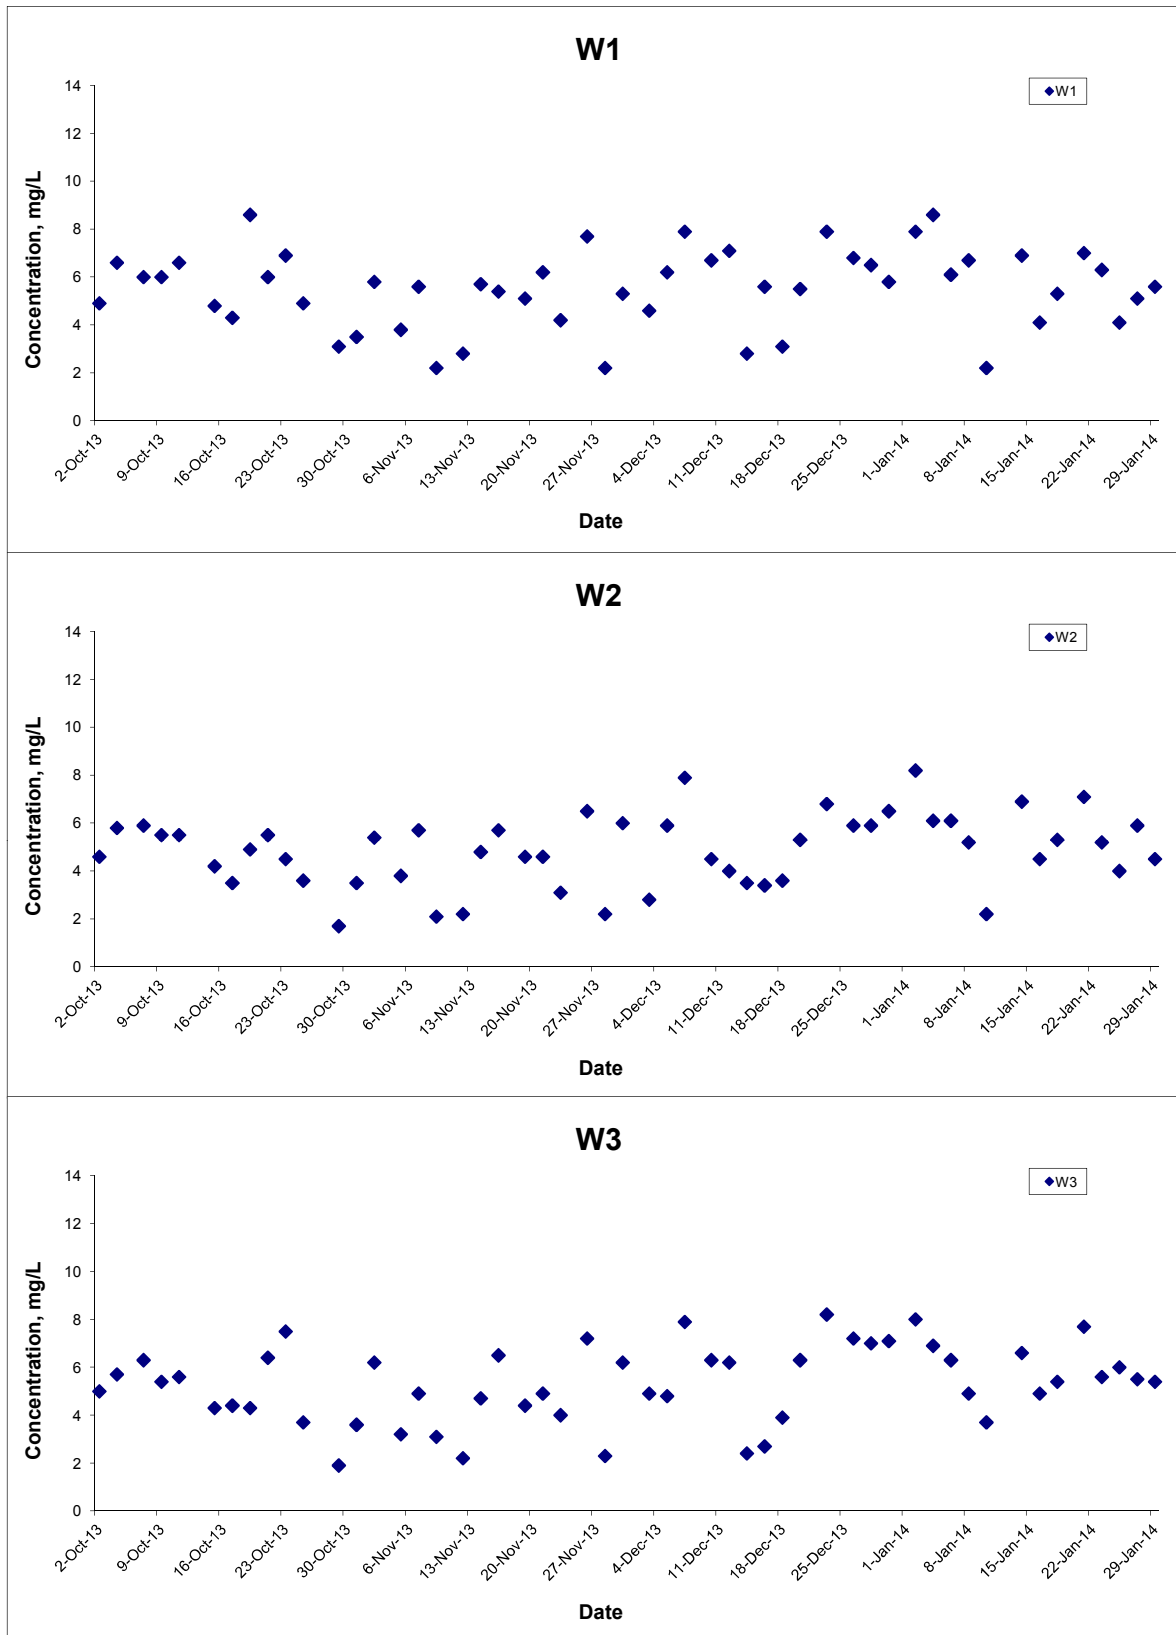 W1
W1
14
12
10
8
6
4
2
0
Concentration, mg/L
2-Oct-13
9-Oct-13
16-Oct-13
23-Oct-13
30-Oct-13
6-Nov-13
13-Nov-13
20-Nov-13
27-Nov-13
4-Dec-13
11-Dec-13
18-Dec-13
25-Dec-13
1-Jan-14
8-Jan-14
15-Jan-14
22-Jan-14
29-Jan-14
Date
W2
W2
14
12
10
8
6
4
2
0
Concentration, mg/L
2-Oct-13
9-Oct-13
16-Oct-13
23-Oct-13
30-Oct-13
6-Nov-13
13-Nov-13
20-Nov-13
27-Nov-13
4-Dec-13
11-Dec-13
18-Dec-13
25-Dec-13
1-Jan-14
8-Jan-14
15-Jan-14
22-Jan-14
29-Jan-14
Date
W3
W3
14
12
10
8
6
4
2
0
Concentration, mg/L
2-Oct-13
9-Oct-13
16-Oct-13
23-Oct-13
30-Oct-13
6-Nov-13
13-Nov-13
20-Nov-13
27-Nov-13
4-Dec-13
11-Dec-13
18-Dec-13
25-Dec-13
1-Jan-14
8-Jan-14
15-Jan-14
22-Jan-14
29-Jan-14
Date